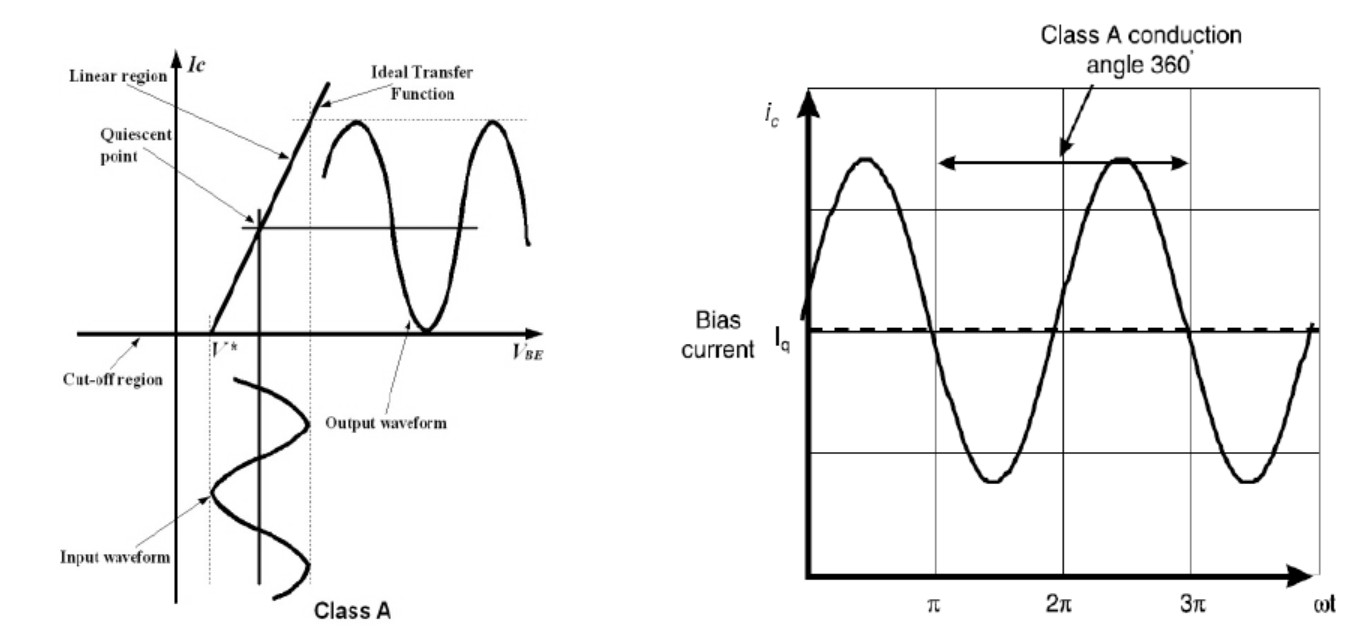 Ic
Linear region
Ideal Transfer
Function
Quiescent
point
V*
VBE
Cut-off region
Output waveform
Input waveform
Class A
Class A conduction
angle 360°
ic
Bias
current
Iq
π
2π
3π
ωt